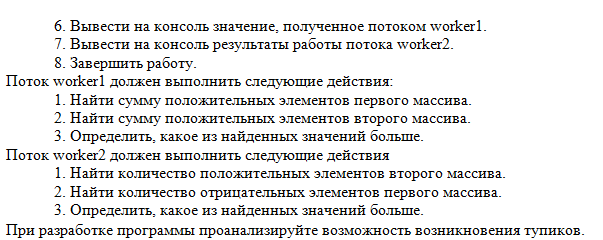 6. Вывести на консоль значение, полученное потоком worker1.
7. Вывести на консоль результаты работы потока worker2.
8. Завершить работу.
Поток worker1 должен выполнить следующие действия:
1. Найти сумму положительных элементов первого массива.
2. Найти сумму положительных элементов второго массива.
3. Определить, какое из найденных значений больше.
Поток worker2 должен выполнить следующие действия
1. Найти количество положительных элементов второго массива.
2. Найти количество отрицательных элементов первого массива.
3. Определить, какое из найденных значений больше.
При разработке программы проанализируйте возможность возникновения тупиков.